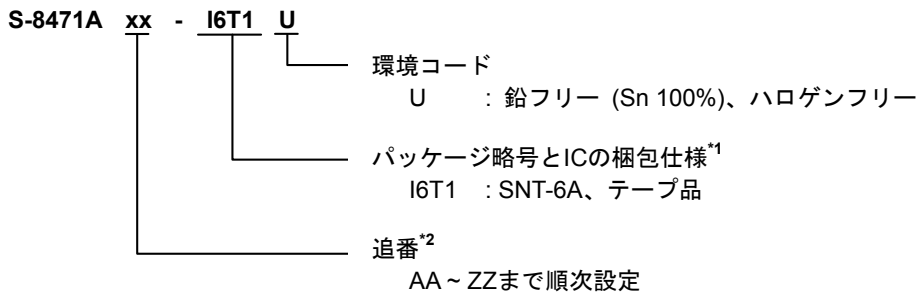 S-8471A xx - I6T1 U
環境コード
U : 鉛フリー (Sn 100%)、ハロゲンフリー
パッケージ略号とICの梱包仕様*1
I6T1 : SNT-6A、テープ品
追番*2
AA ~ ZZまで順次設定